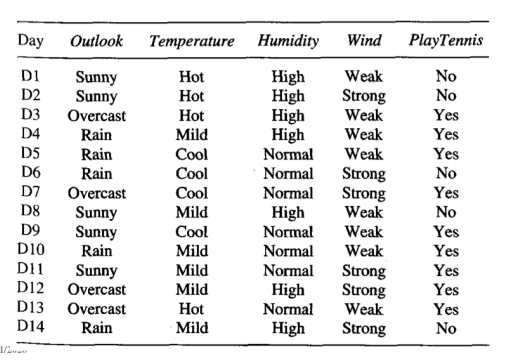 Day Outlook Temperature Humidity Wind PlayTennis
D1 Sunny Hot High Weak No
D2 Sunny Hot High Strong No
D3 Overcast Hot High Weak Yes
D4 Rain Mild High Weak Yes
D5 Rain Cool Normal Weak Yes
D6 Rain Cool Normal Strong No
D7 Overcast Cool Normal Strong Yes
D8 Sunny Mild High Weak No
D9 Sunny Cool Normal Weak Yes
D10 Rain Mild Normal Weak Yes
D11 Sunny Mild Normal Strong Yes
D12 Overcast Mild High Strong Yes
D13 Overcast Hot Normal Weak Yes
D14 Rain Mild High Strong No